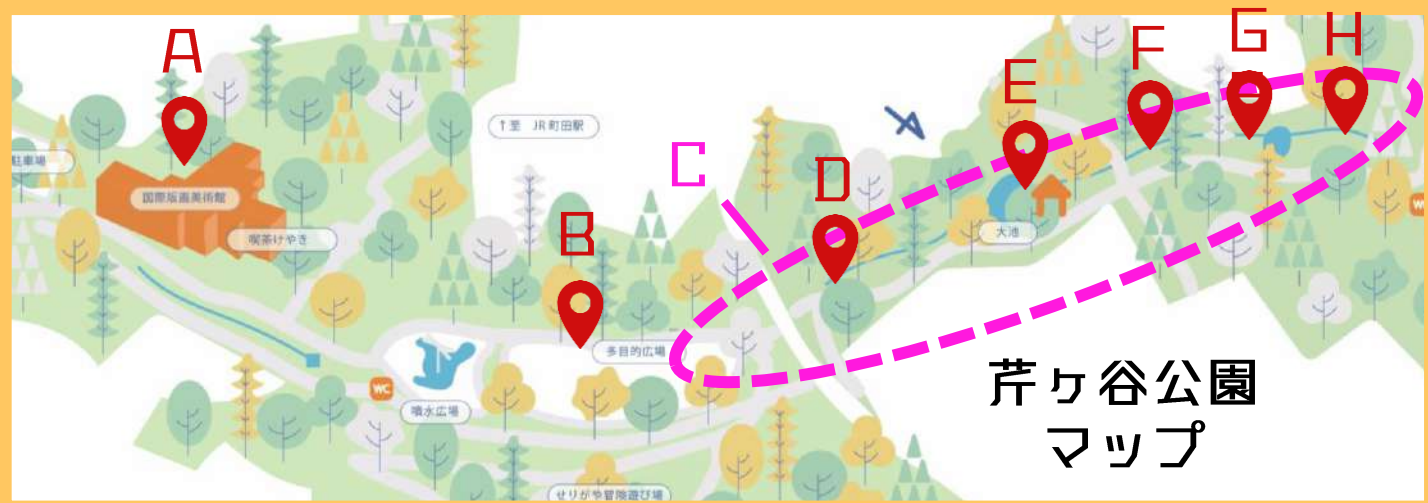 A
B
C
D
E
F
G
H
↑至 JR町田駅
駐車場
国際版画美術館
喫茶けやき
大池
多目的広場
WC
噴水広場
せりがや冒険遊び場
WC
芹ヶ谷公園
マップ